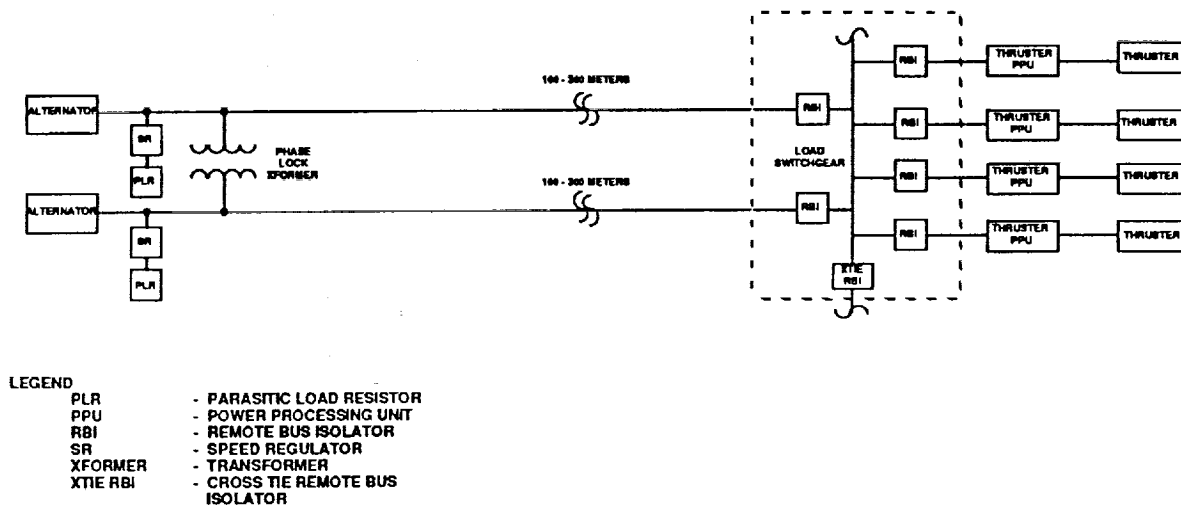 RBI
THRUSTER
PPU
THRUSTER
100 - 300 METERS
ALTERNATOR
RBI
RBI
THRUSTER
PPU
THRUSTER
SR
PHASE
LOCK
XFORMER
LOAD
SWITCHGEAR
PLR
RBI
THRUSTER
PPU
THRUSTER
100 - 300 METERS
ALTERNATOR
RBI
RBI
THRUSTER
PPU
THRUSTER
SR
XTIE
RBI
PLR
LEGEND
PLR - PARASITIC LOAD RESISTOR
PPU - POWER PROCESSING UNIT
RBI - REMOTE BUS ISOLATOR
SR - SPEED REGULATOR
XFORMER - TRANSFORMER
XTIE RBI - CROSS TIE REMOTE BUS
ISOLATOR